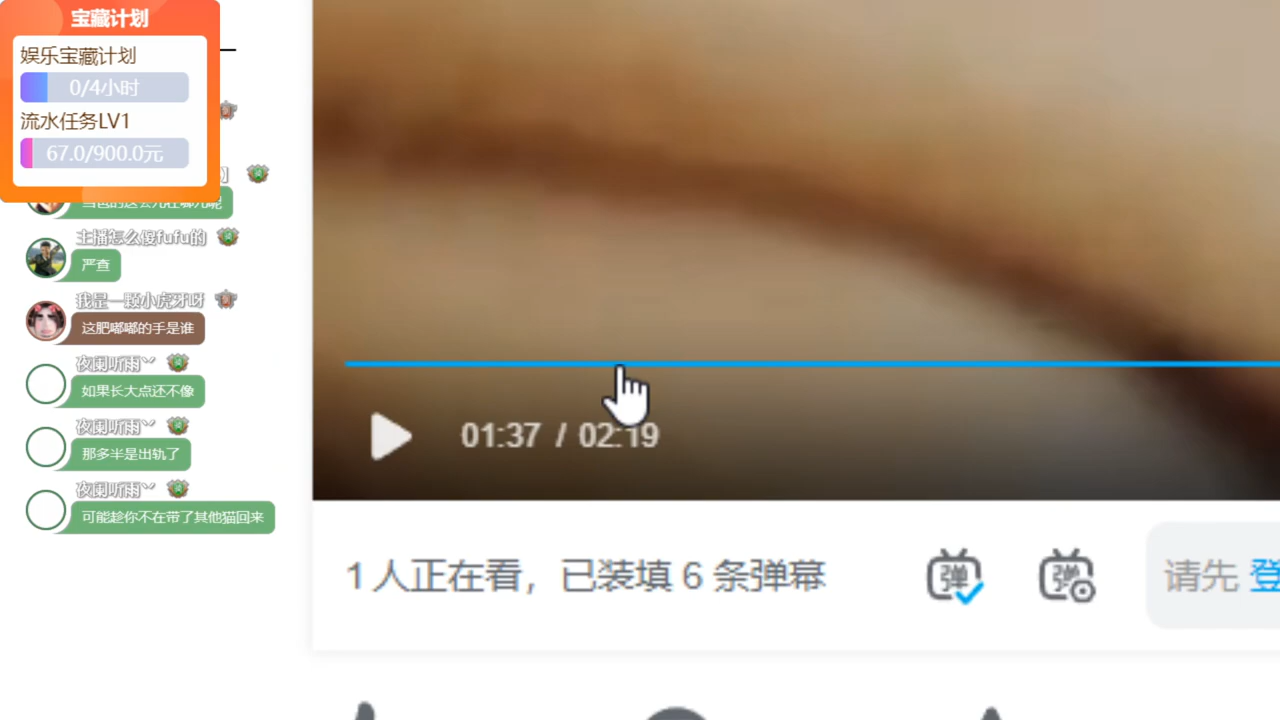 宝藏计划
娱乐宝藏计划
0/4小时
流水任务LV1
67.0/900.0元
主播怎么傻fufu的
严查
我是一颗小虎牙呀
这肥嘟嘟的手是谁
夜阑听雨丷
如果长大点还不像
夜阑听雨丷
那多半是出轨了
夜阑听雨丷
可能趁你不在带了其他猫回来
01:37 / 02:19
1 人正在看，已装填 6 条弹幕
弹
弹
请先 登